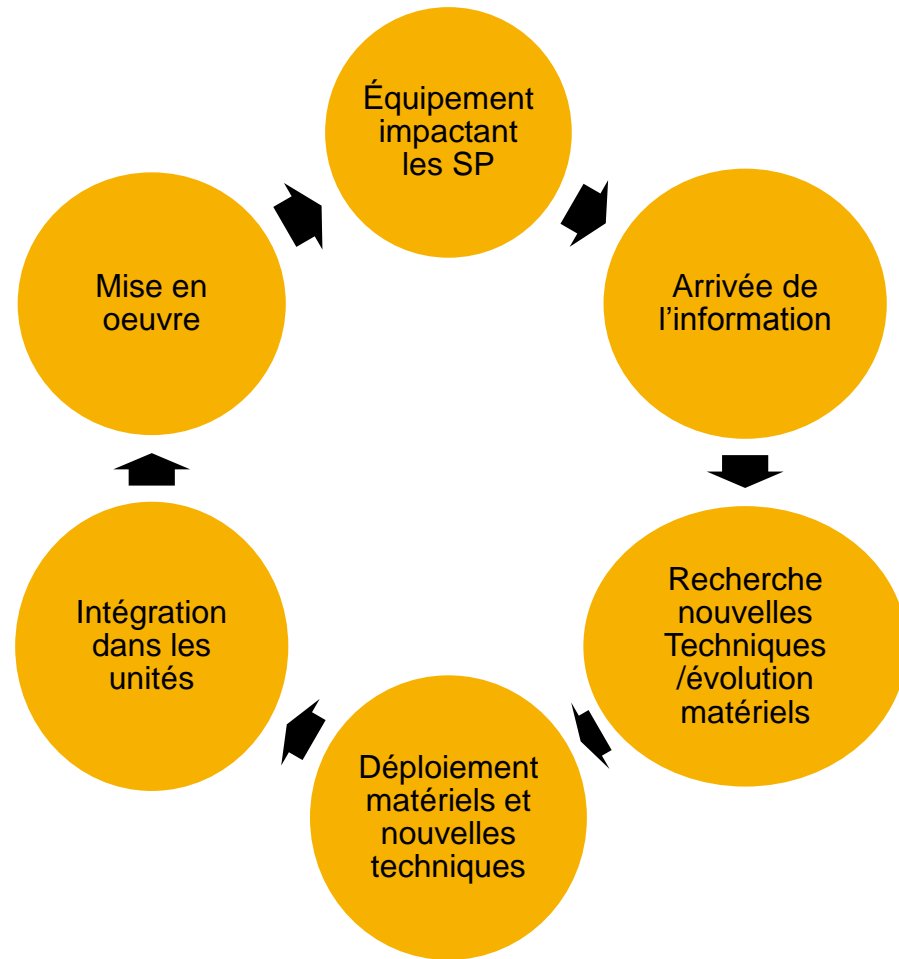 Équipement
impactant
les SP
Arrivée de
l’information
Recherche
nouvelles
Techniques
/évolution
matériels
Déploiement
matériels et
nouvelles
techniques
Intégration
dans les
unités
Mise en
oeuvre